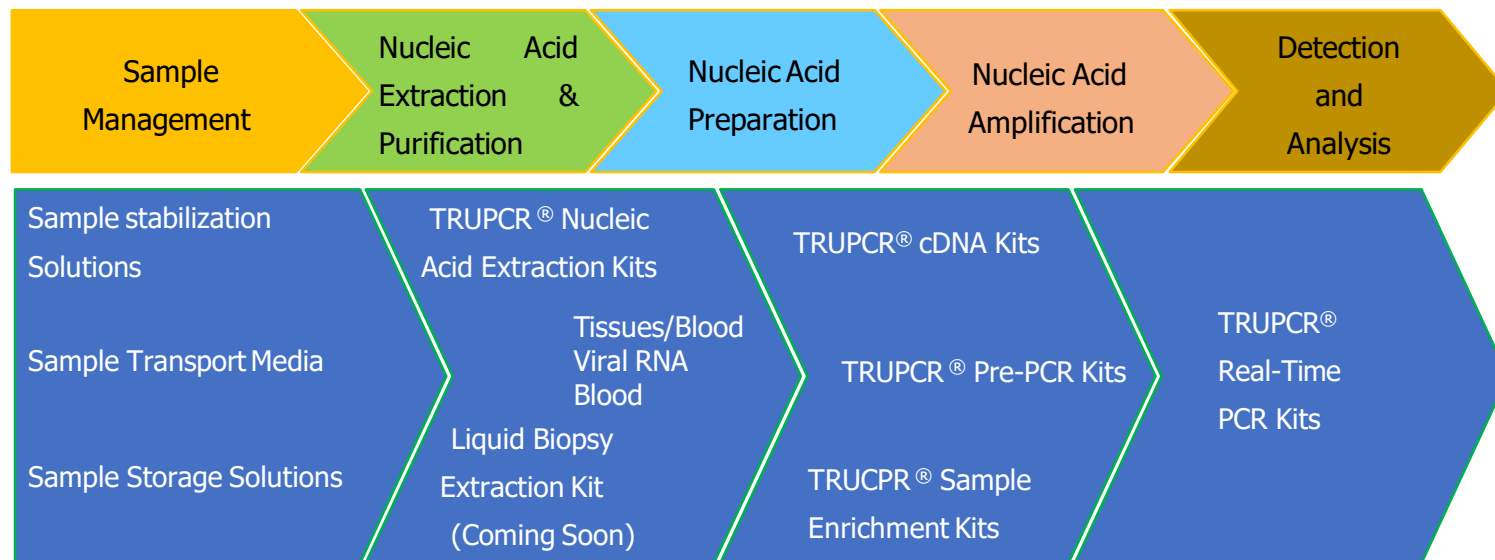 Sample
Management
Nucleic Acid
Extraction &
Purification
Nucleic Acid
Preparation
Nucleic Acid
Amplification
Detection
and
Analysis
Sample stabilization
Solutions
Sample Transport Media
Sample Storage Solutions
TRUPCR ® Nucleic
Acid Extraction Kits
Tissues/Blood
Viral RNA
Blood
Liquid Biopsy
Extraction Kit
(Coming Soon)
TRUPCR® cDNA Kits
TRUPCR ® Pre-PCR Kits
TRUCPR ® Sample
Enrichment Kits
TRUPCR®
Real-Time
PCR Kits